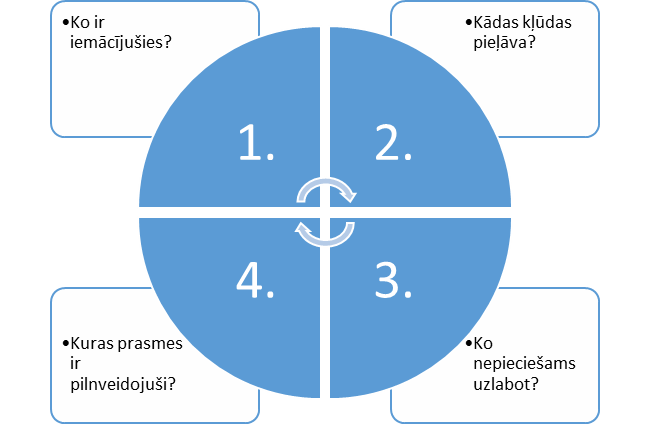 •Ko ir
iemācījušies?
•Kādas kļūdas
pieļāva?
1.
2.
4.
3.
•Kuras prasmes
ir
pilnveidojuši?
•Ko
nepieciešams
uzlabot?